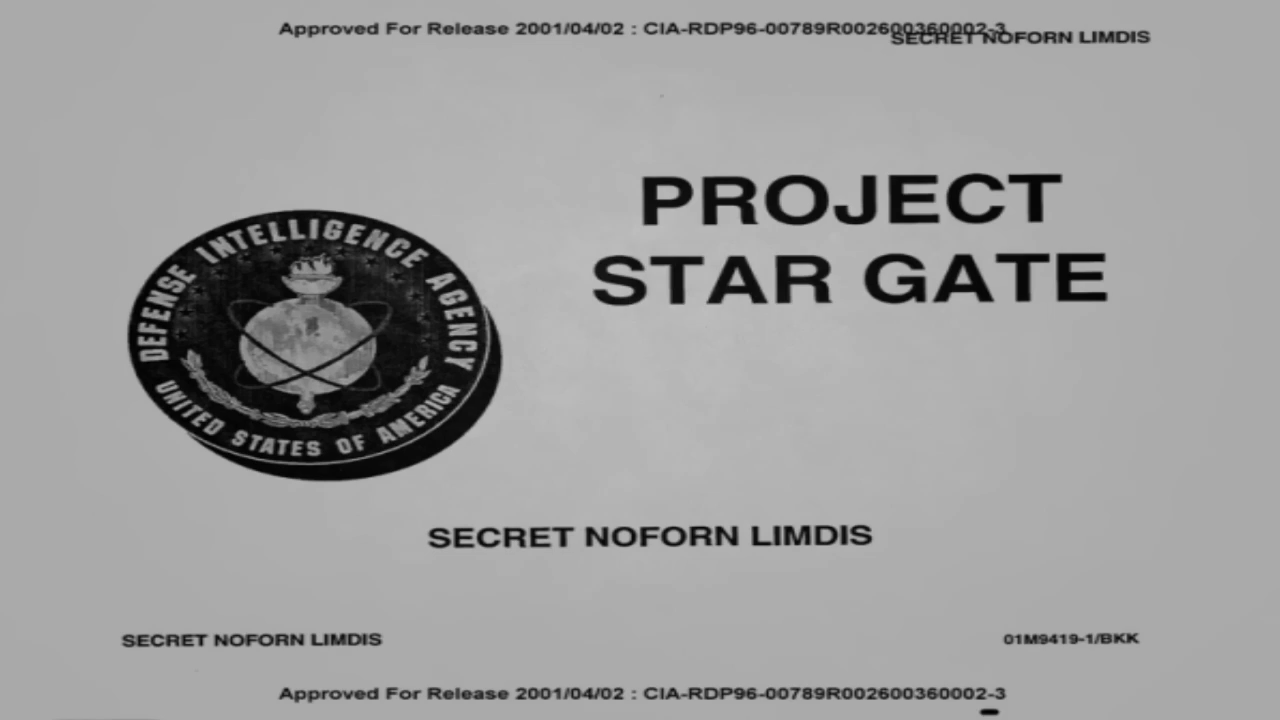 Approved For Release 2001/04/02 : CIA-RDP96-00789R002600360002-3
SECRET NOFORN LIMDIS
PROJECT
STAR GATE
DEFENSE INTELLIGENCE AGENCY
UNITED STATES OF AMERICA
SECRET NOFORN LIMDIS
SECRET NOFORN LIMDIS
01M9419-1/BKK
Approved For Release 2001/04/02 : CIA-RDP96-00789R002600360002-3